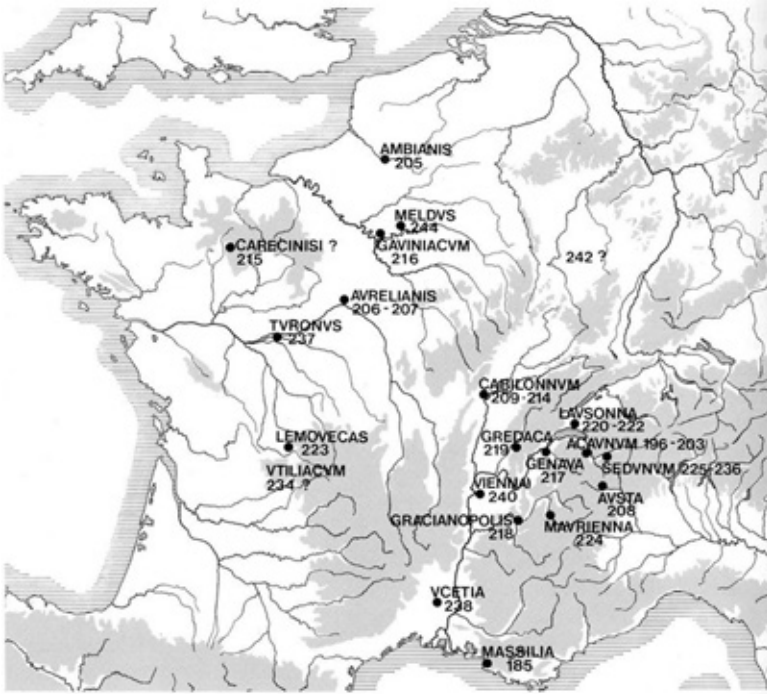 AMBIANIS
205
MELDVS
244
GAVINIACVM
216
CARECINISI ?
215
242 ?
AVRELIANIS
206 - 207
TVRONVS
237
CABILONNVM
209-214
LAVSONNA
220-222
LEMOVECAS
223
GREDACA
219
ACAVNVM 196-203
GENAVA
217
SEDVNVM 225-236
VTILIACVM
234 ?
VIENNAI
240
AVSTA
208
GRACIANOPOLIS
218
MAVRIENNA
224
VCETIA
238
MASSILIA
185